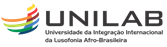 UNILAB
Universidade da Integração Internacional
da Lusofonia Afro-Brasileira